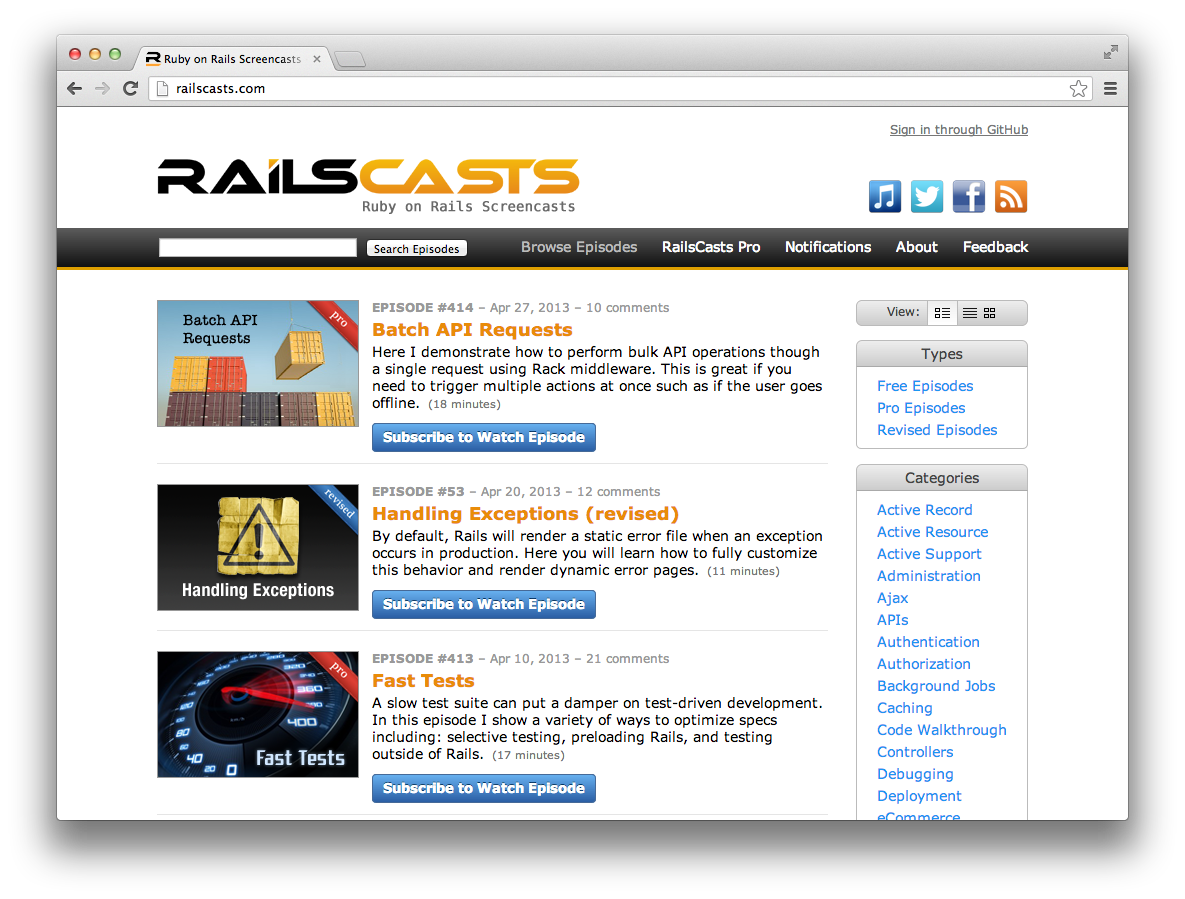 Ruby on Rails Screencasts
railscasts.com
Sign in through GitHub
RAILSCASTS
Ruby on Rails Screencasts
Search Episodes
Browse Episodes
RailsCasts Pro
Notifications
About
Feedback
Batch API
Requests
pro
EPISODE #414 – Apr 27, 2013 – 10 comments
Batch API Requests
Here I demonstrate how to perform bulk API operations though
a single request using Rack middleware. This is great if you
need to trigger multiple actions at once such as if the user goes
offline. (18 minutes)
Subscribe to Watch Episode
revised
Handling Exceptions
EPISODE #53 – Apr 20, 2013 – 12 comments
Handling Exceptions (revised)
By default, Rails will render a static error file when an exception
occurs in production. Here you will learn how to fully customize
this behavior and render dynamic error pages. (11 minutes)
Subscribe to Watch Episode
pro
320
340
360
400
80
60
40
20
0
Fast Tests
EPISODE #413 – Apr 10, 2013 – 21 comments
Fast Tests
A slow test suite can put a damper on test-driven development.
In this episode I show a variety of ways to optimize specs
including: selective testing, preloading Rails, and testing
outside of Rails. (17 minutes)
Subscribe to Watch Episode
View:
Types
Free Episodes
Pro Episodes
Revised Episodes
Categories
Active Record
Active Resource
Active Support
Administration
Ajax
APIs
Authentication
Authorization
Background Jobs
Caching
Code Walkthrough
Controllers
Debugging
Deployment
eCommerce